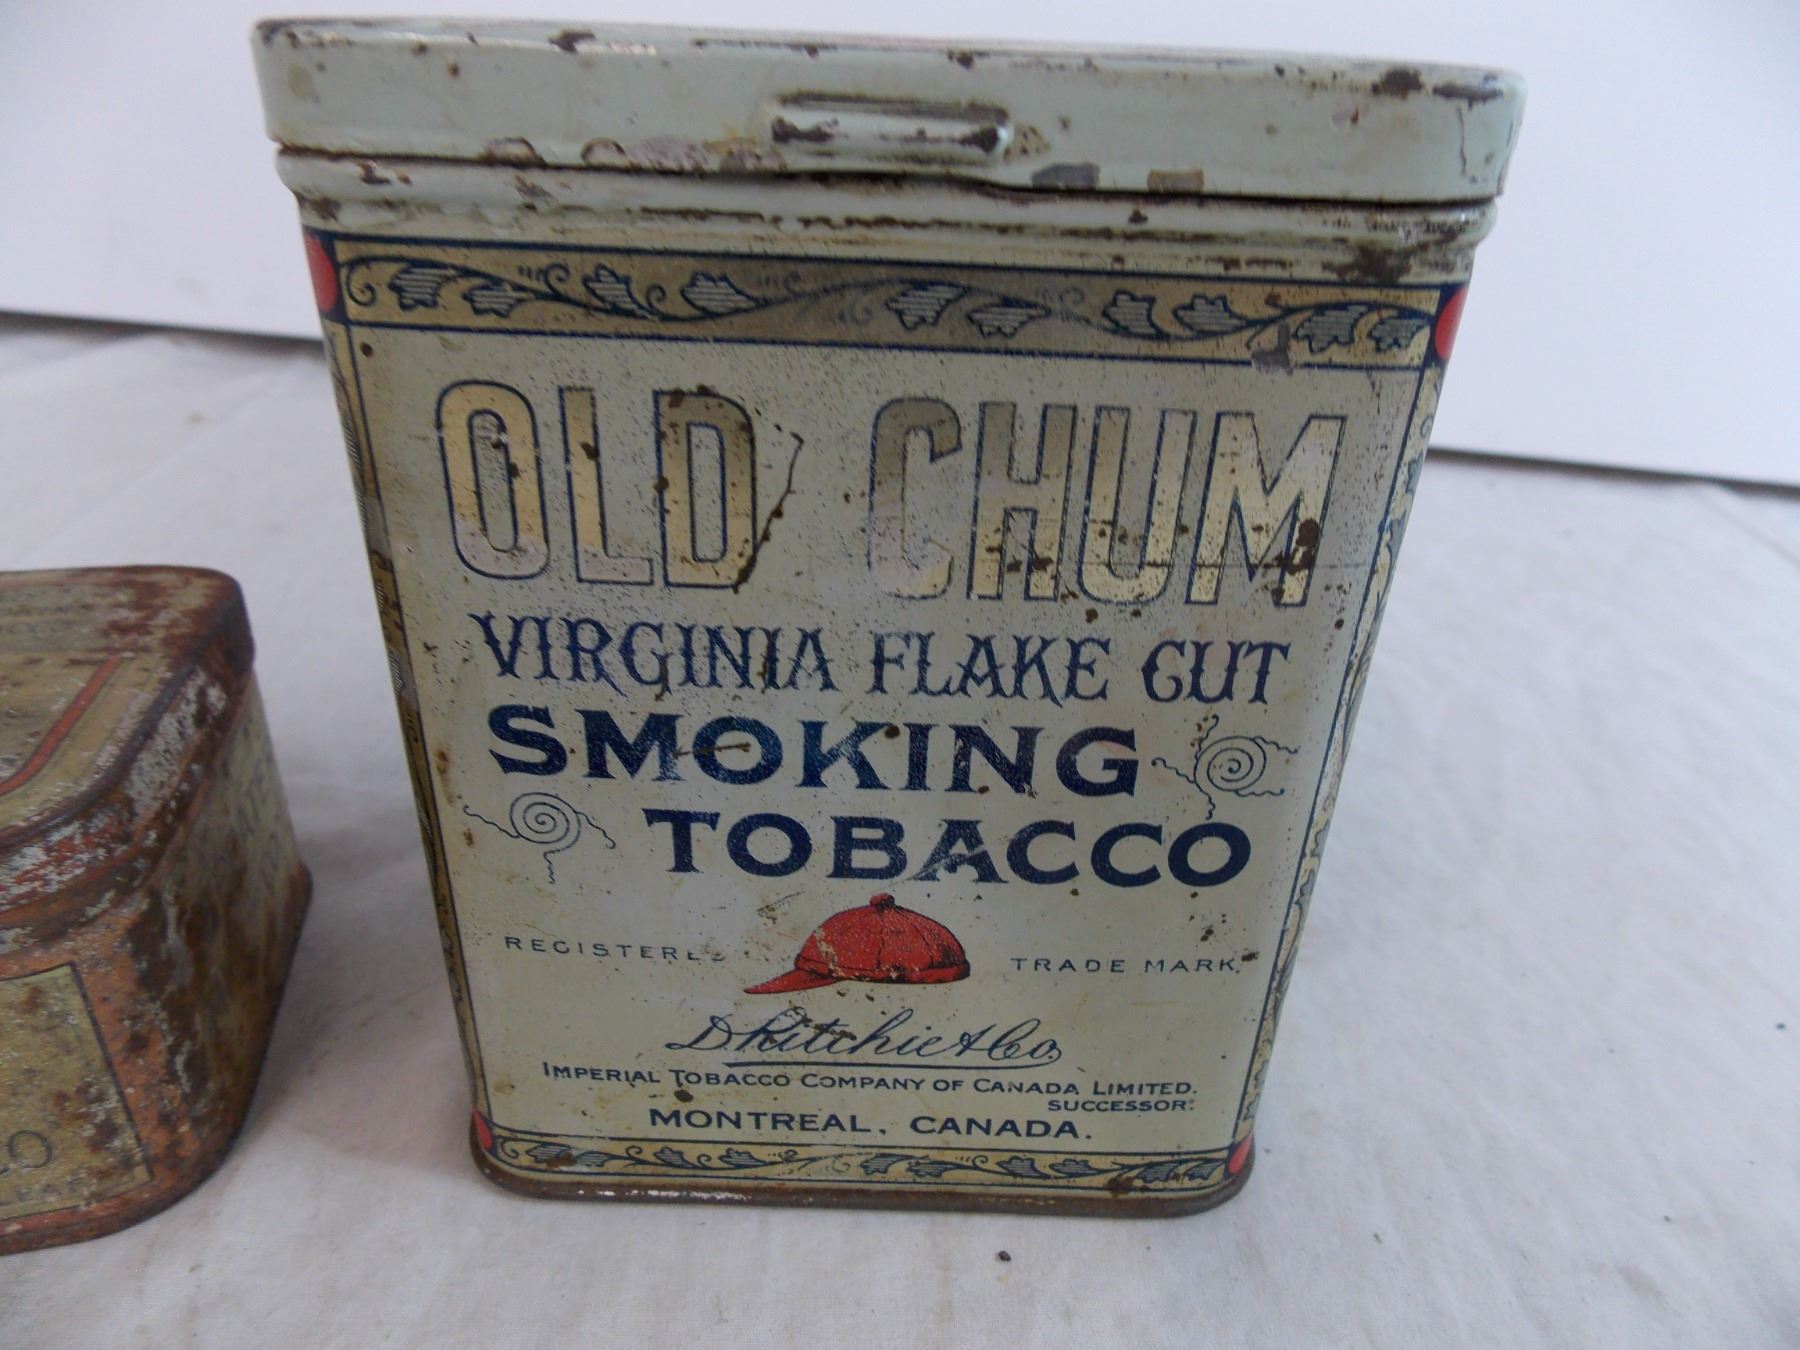 OLD CHUM
VIRGINIA FLAKE CUT
SMOKING
TOBACCO
REGISTERED TRADE MARK.
D. Ritchie & Co.
IMPERIAL TOBACCO COMPANY OF CANADA LIMITED.
SUCCESSOR.
MONTREAL, CANADA.